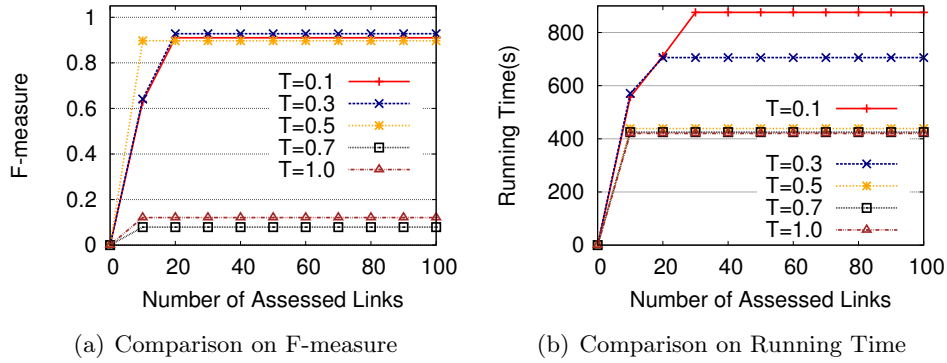 1
0.8
0.6
0.4
0.2
0
F-measure
T=0.1
T=0.3
T=0.5
T=0.7
T=1.0
0 20 40 60 80 100
Number of Assessed Links
(a) Comparison on F-measure
800
600
400
200
0
Running Time(s)
T=0.1
T=0.3
T=0.5
T=0.7
T=1.0
0 20 40 60 80 100
Number of Assessed Links
(b) Comparison on Running Time